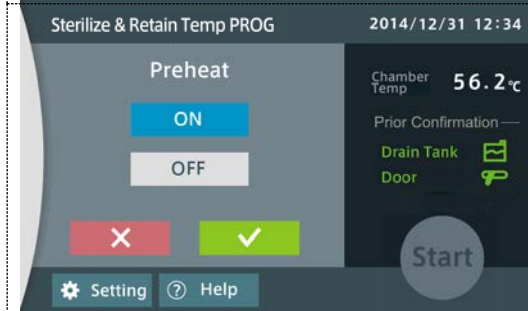 Sterilize & Retain Temp PROG
2014/12/31 12:34
Preheat
ON
OFF
Chamber Temp 56.2℃
Prior Confirmation
Drain Tank
Door
Start
Setting
Help